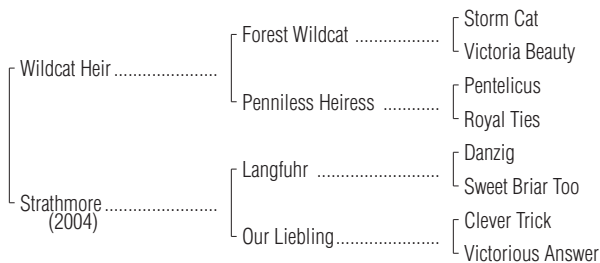 Storm Cat
Forest Wildcat ....................
Victoria Beauty
Wildcat Heir ........................
Pentelicus
Penniless Heiress .............
Royal Ties
Danzig
Langfuhr .............................
Sweet Briar Too
Strathmore ..........................
(2004)
Clever Trick
Our Liebling........................
Victorious Answer